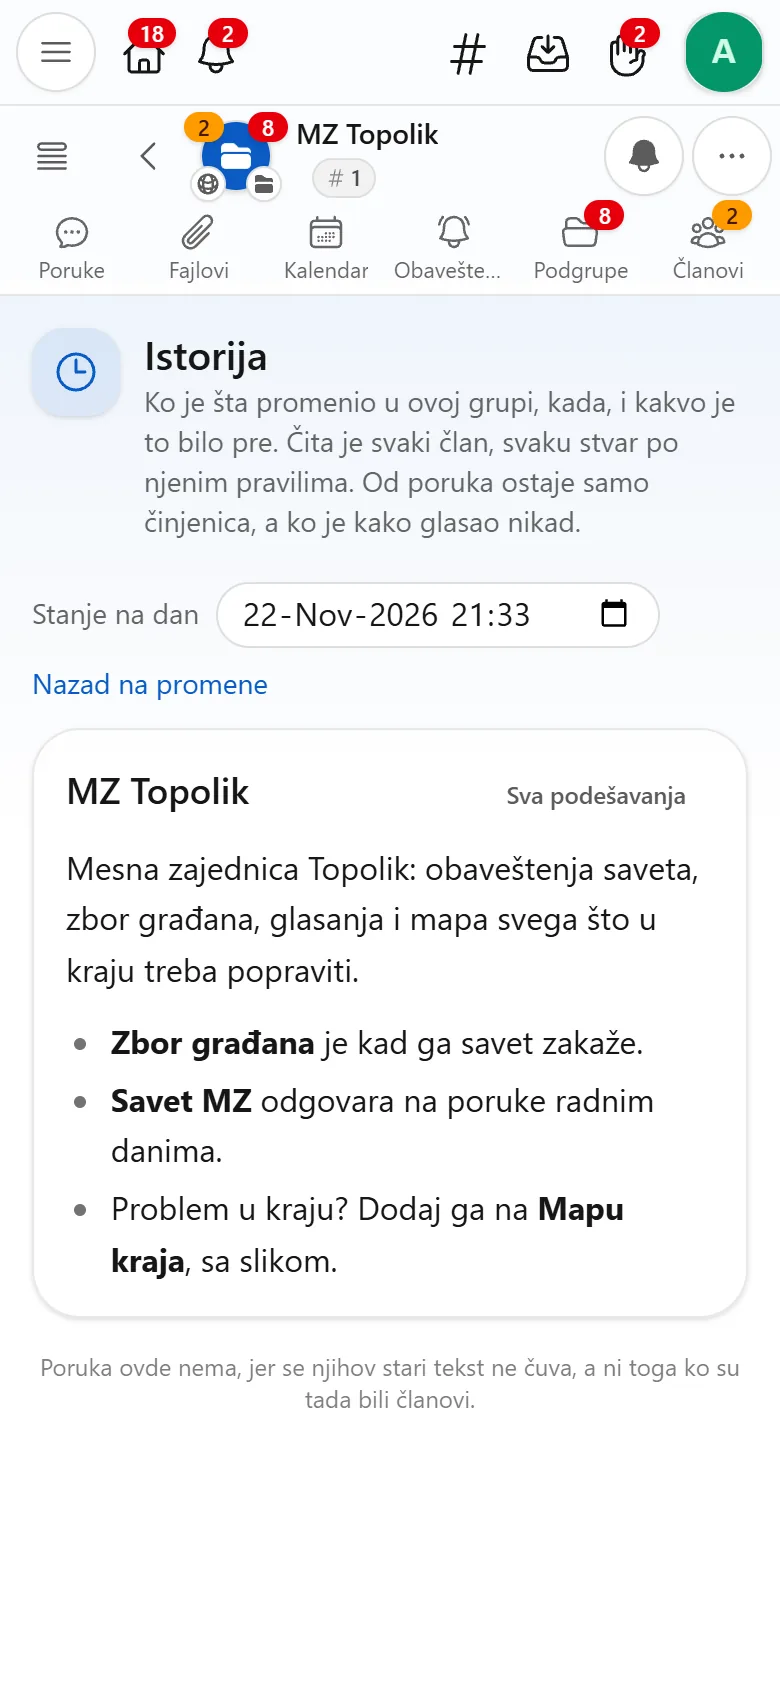 18
2
2
A
2
8
MZ Topolik
# 1
Poruke
Fajlovi
Kalendar
Obavešte...
8
Podgrupe
2
Članovi
Istorija
Ko je šta promenio u ovoj grupi, kada, i kakvo je
to bilo pre. Čita je svaki član, svaku stvar po
njenim pravilima. Od poruka ostaje samo
činjenica, a ko je kako glasao nikad.
Stanje na dan
22-Nov-2026 21:33
Nazad na promene
MZ Topolik
Sva podešavanja
Mesna zajednica Topolik: obaveštenja saveta,
zbor građana, glasanja i mapa svega što u
kraju treba popraviti.
Zbor građana je kad ga savet zakaže.
Savet MZ odgovara na poruke radnim
danima.
Problem u kraju? Dodaj ga na Mapu
kraja, sa slikom.
Poruka ovde nema, jer se njihov stari tekst ne čuva, a ni toga ko su
tada bili članovi.